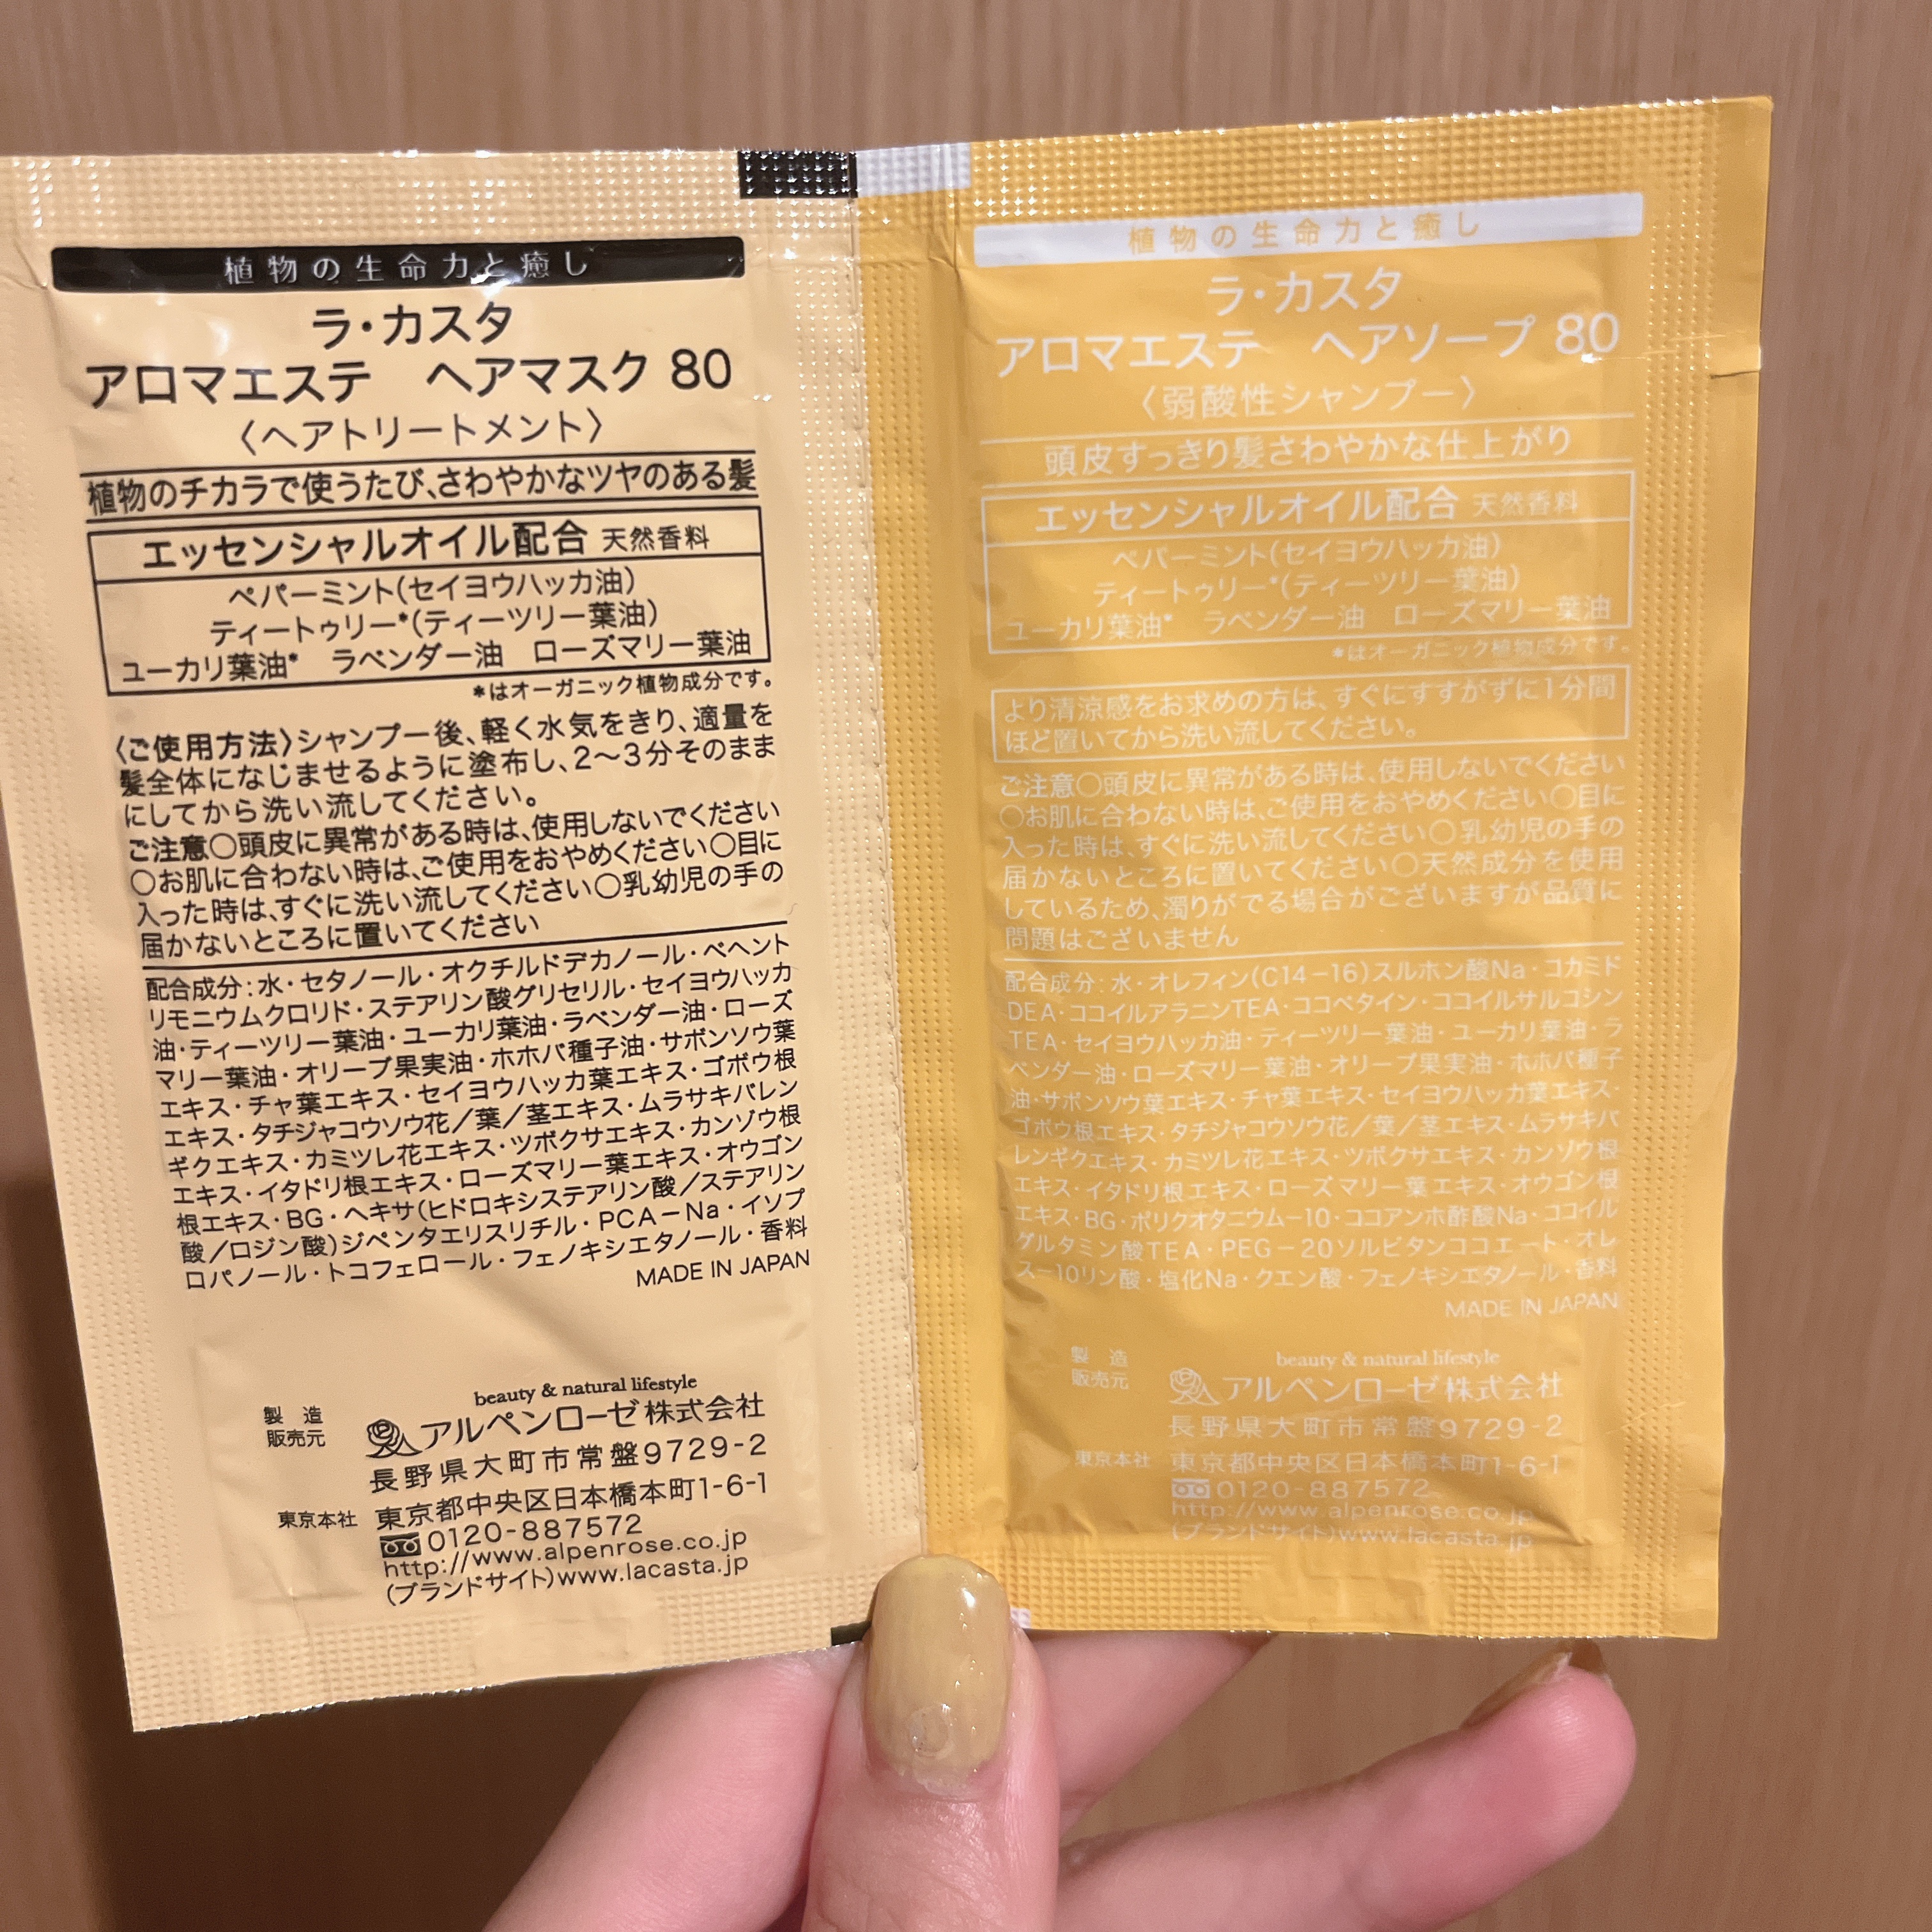 植物の生命力と癒し
ラ・カスタ
アロマエステ ヘアマスク 80
〈ヘアトリートメント〉
植物のチカラで使うたび、さわやかなツヤのある髪
エッセンシャルオイル配合 天然香料
ペパーミント(セイヨウハッカ油)
ティートゥリー*(ティーツリー葉油)
ユーカリ葉油* ラベンダー油 ローズマリー葉油
*はオーガニック植物成分です。
〈ご使用方法〉シャンプー後、軽く水気をきり、適量を
髪全体になじませるように塗布し、2〜3分そのまま
にしてから洗い流してください。
ご注意○頭皮に異常がある時は、使用しないでください
○お肌に合わない時は、ご使用をおやめください○目に
入った時は、すぐに洗い流してください○乳幼児の手の
届かないところに置いてください
配合成分:水・セタノール・オクチルドデカノール・ベヘント
リモニウムクロリド・ステアリン酸グリセリル・セイヨウハッカ
油・ティーツリー葉油・ユーカリ葉油・ラベンダー油・ローズ
マリー葉油・オリーブ果実油・ホホバ種子油・サボンソウ葉
エキス・チャ葉エキス・セイヨウハッカ葉エキス・ゴボウ根
エキス・タチジャコウソウ花/葉/茎エキス・ムラサキバレン
ギクエキス・カミツレ花エキス・ツボクサエキス・カンゾウ根
エキス・イタドリ根エキス・ローズマリー葉エキス・オウゴン
根エキス・BG・ヘキサ(ヒドロキシステアリン酸/ステアリン
酸/ロジン酸)ジペンタエリスリチル・PCA-Na・イソプ
ロパノール・トコフェロール・フェノキシエタノール・香料
MADE IN JAPAN
beauty & natural lifestyle
製造販売元 アルペンローゼ株式会社
長野県大町市常盤9729-2
東京本社 東京都中央区日本橋本町1-6-1
0120-887572
http://www.alpenrose.co.jp
(ブランドサイト)www.lacasta.jp
植物の生命力と癒し
ラ・カスタ
アロマエステ ヘアソープ 80
〈弱酸性シャンプー〉
頭皮すっきり髪さわやかな仕上がり
エッセンシャルオイル配合 天然香料
ペパーミント(セイヨウハッカ油)
ティートゥリー*(ティーツリー葉油)
ユーカリ葉油* ラベンダー油 ローズマリー葉油
*はオーガニック植物成分です。
より清涼感をお求めの方は、すぐにすすがずに1分間
ほど置いてから洗い流してください。
ご注意○頭皮に異常がある時は、使用しないでください
○お肌に合わない時は、ご使用をおやめください○目に
入った時は、すぐに洗い流してください○乳幼児の手の
届かないところに置いてください○天然成分を使用
しているため、濁りがでる場合がございますが品質に
問題はございません
配合成分:水・オレフィン(C14-16)スルホン酸Na・コカミド
DEA・ココイルアラニンTEA・ココベタイン・ココイルサルコシン
TEA・セイヨウハッカ油・ティーツリー葉油・ユーカリ葉油・ラ
ベンダー油・ローズマリー葉油・オリーブ果実油・ホホバ種子
油・サボンソウ葉エキス・チャ葉エキス・セイヨウハッカ葉エキス・
ゴボウ根エキス・タチジャコウソウ花/葉/茎エキス・ムラサキバ
レンギクエキス・カミツレ花エキス・ツボクサエキス・カンゾウ根
エキス・イタドリ根エキス・ローズマリー葉エキス・オウゴン根
エキス・BG・ポリクオタニウム-10・ココアンホ酢酸Na・ココイル
グルタミン酸TEA・PEG-20ソルビタンココエート・オレ
ス-10リン酸・塩化Na・クエン酸・フェノキシエタノール・香料
MADE IN JAPAN
beauty & natural lifestyle
製造販売元 アルペンローゼ株式会社
長野県大町市常盤9729-2
東京本社 東京都中央区日本橋本町1-6-1
0120-887572
http://www.alpenrose.co.jp
(ブランドサイト)www.lacasta.jp